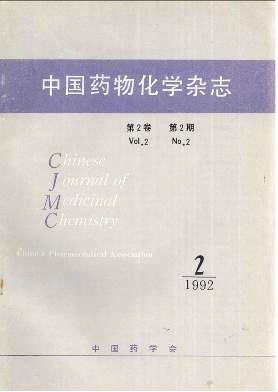 中国药物化学杂志
第2卷 第2期
Vol.2 No.2
Chinese
Journal of
Medicinal
Chemistry
Chinese Pharmaceutical Association
2
1992
中国药学会